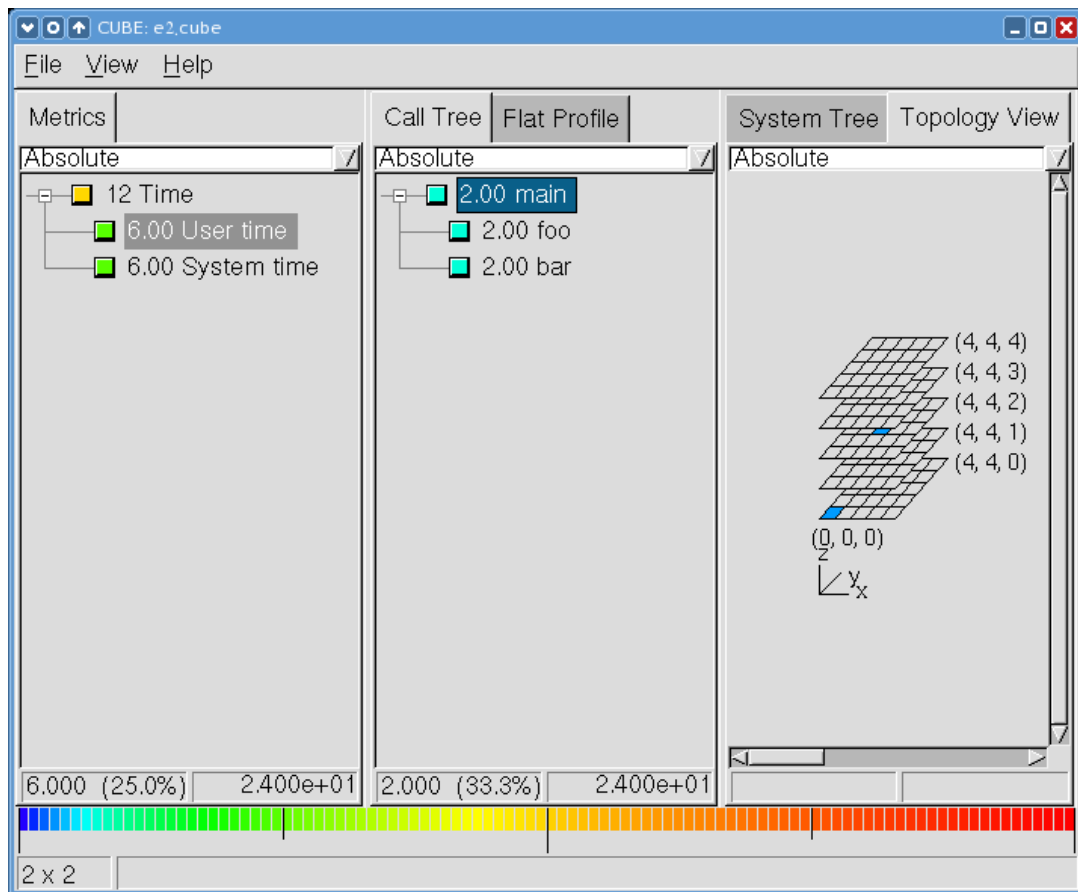 CUBE: e2.cube
File View Help
Metrics
Call Tree Flat Profile
System Tree Topology View
Absolute
Absolute
Absolute
12 Time
6.00 User time
6.00 System time
2.00 main
2.00 foo
2.00 bar
(4, 4, 4)
(4, 4, 3)
(4, 4, 2)
(4, 4, 1)
(4, 4, 0)
(0, 0, 0)
z
y
x
6.000 (25.0%) 2.400e+01
2.000 (33.3%) 2.400e+01
2 x 2